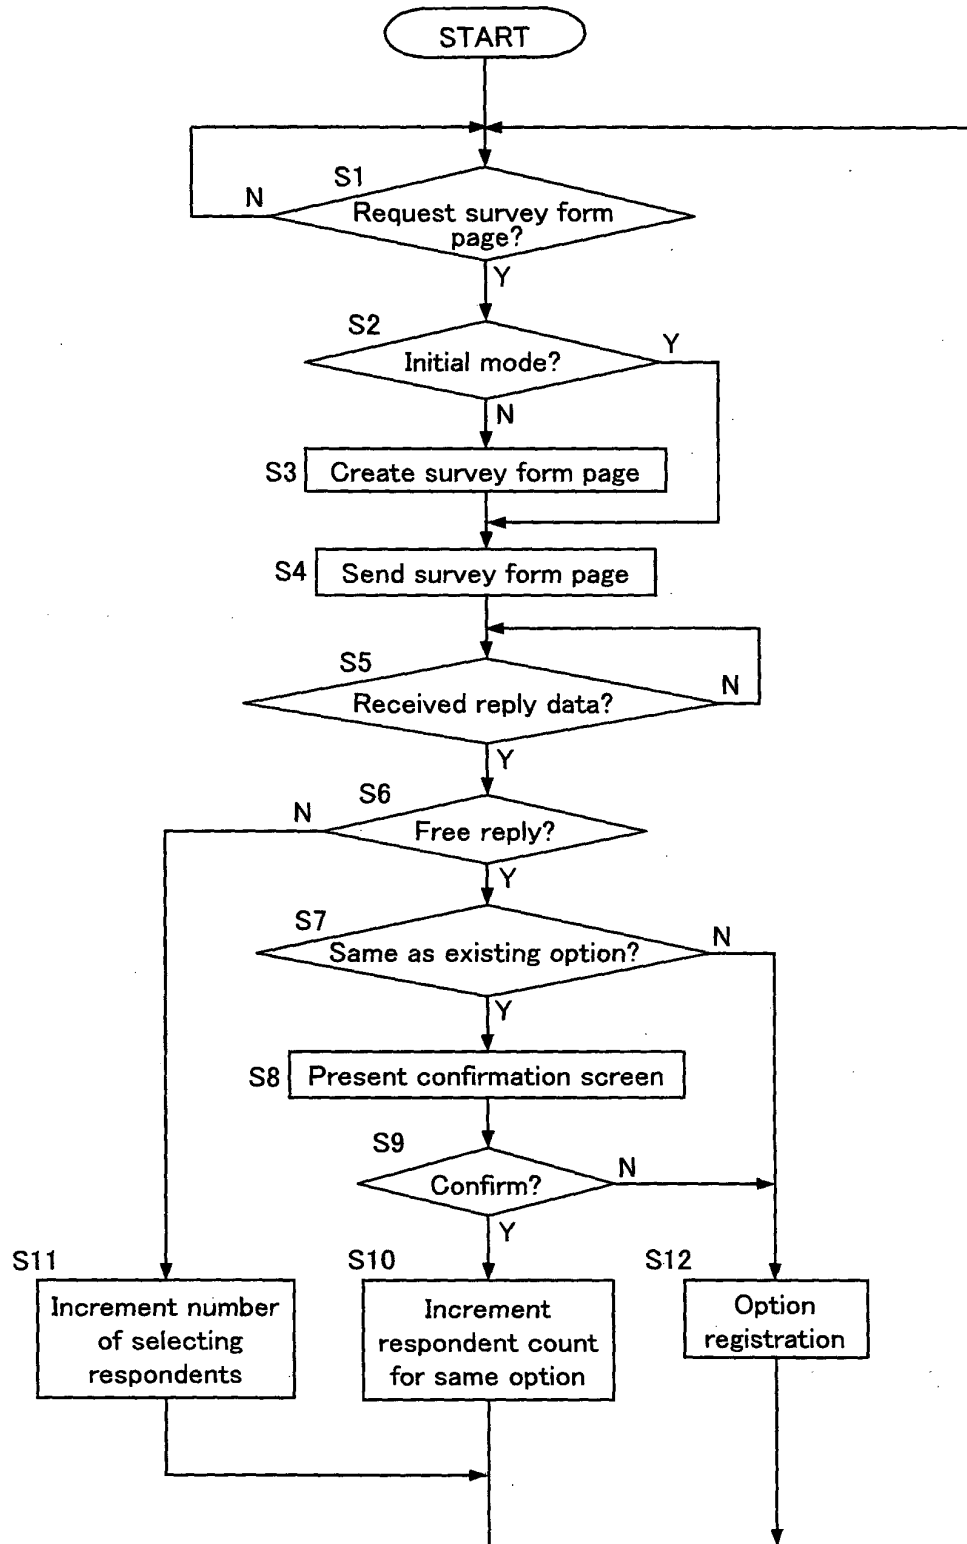 START
S1
N
Request survey form
page?
Y
S2
Y
Initial mode?
N
S3
Create survey form page
S4
Send survey form page
S5
N
Received reply data?
Y
S6
N
Free reply?
Y
S7
N
Same as existing option?
Y
S8
Present confirmation screen
S9
N
Confirm?
Y
S11
Increment number
of selecting
respondents
S10
Increment
respondent count
for same option
S12
Option
registration